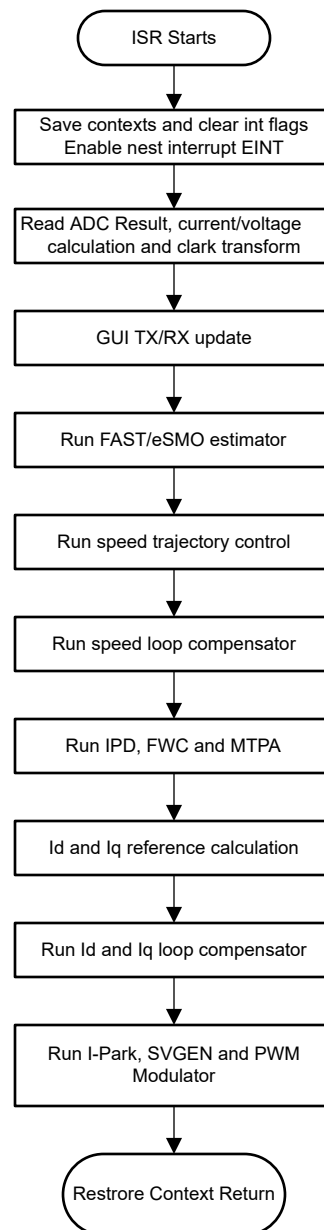 ISR Starts
Save contexts and clear int flags
Enable nest interrupt EINT
Read ADC Result, current/voltage
calculation and clark transform
GUI TX/RX update
Run FAST/eSMO estimator
Run speed trajectory control
Run speed loop compensator
Run IPD, FWC and MTPA
Id and Iq reference calculation
Run Id and Iq loop compensator
Run I-Park, SVGEN and PWM
Modulator
Restrore Context Return